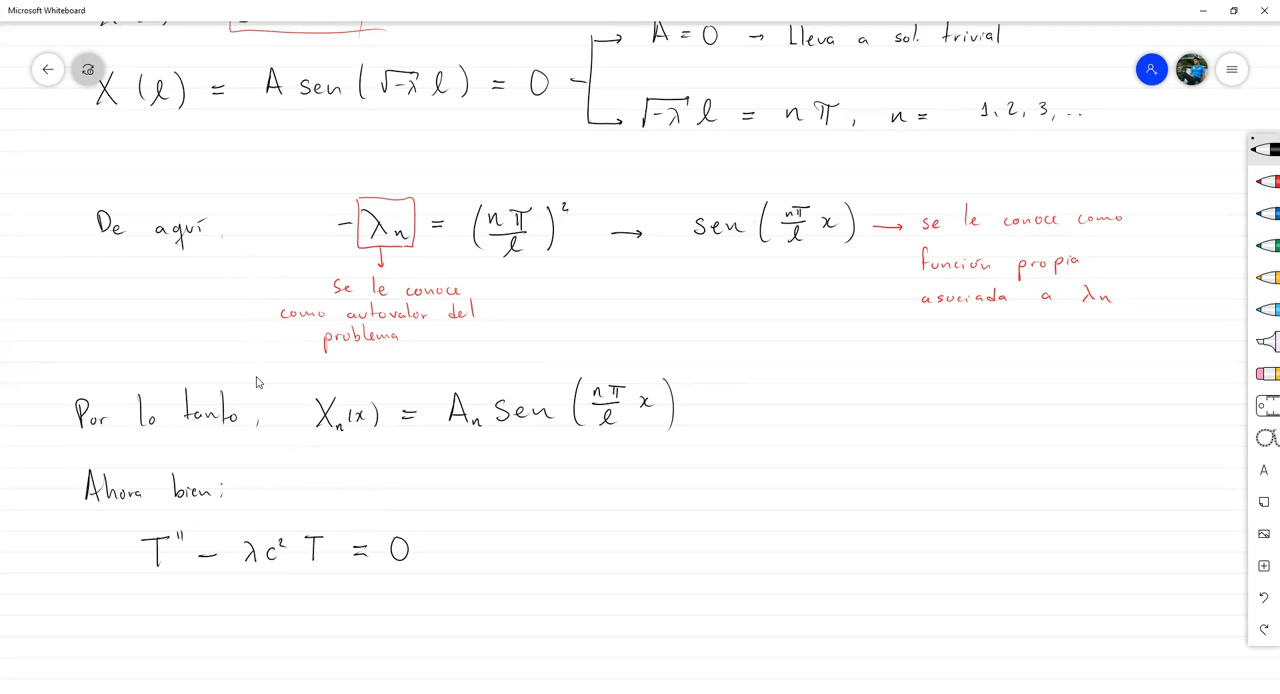 Microsoft Whiteboard
A = 0 → Lleva a sol. trivial
X(l) = A sen(√-λ l) = 0
√-λ l = nπ, n = 1, 2, 3, ..
De aquí, -λn = (nπ/l)² → sen(nπ/l x) → se le conoce como
función propia
asociada a λn
se le conoce
como autovalor del
problema
Por lo tanto, Xn(x) = An sen(nπ/l x)
Ahora bien;
T'' - λc² T = 0
A